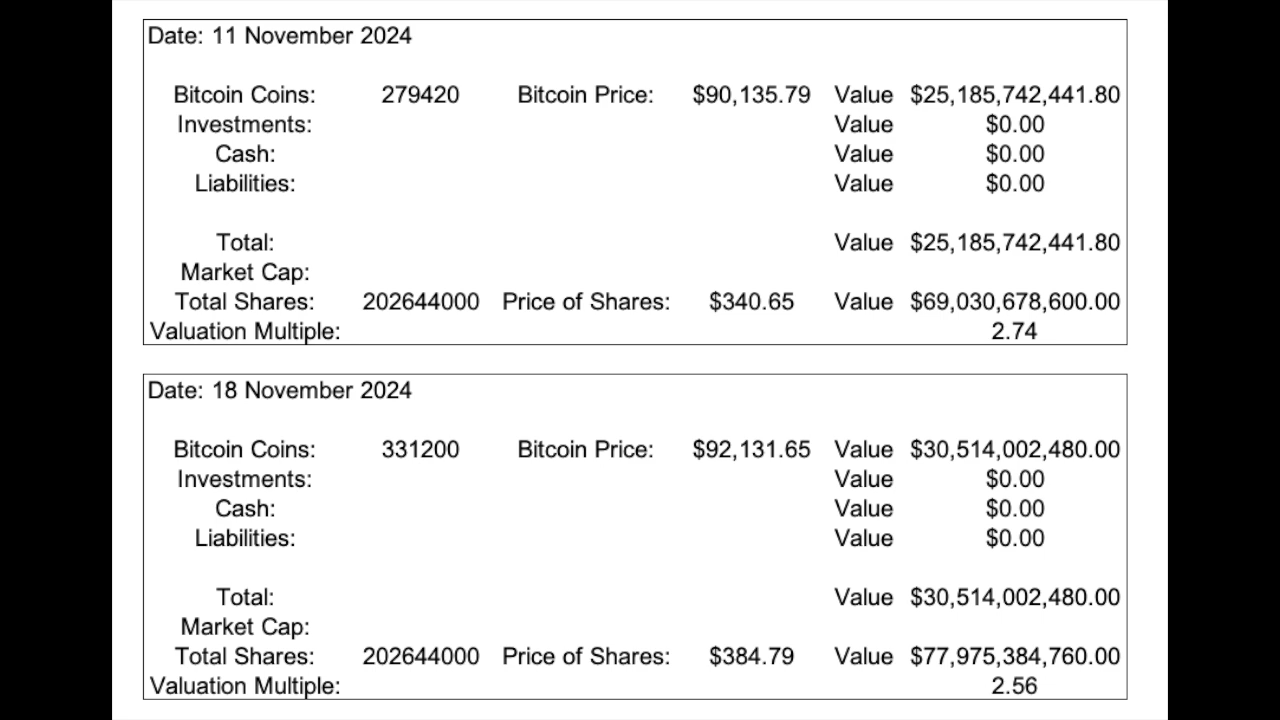 Date: 11 November 2024
Bitcoin Coins: 279420 Bitcoin Price: $90,135.79 Value $25,185,742,441.80
Investments: Value $0.00
Cash: Value $0.00
Liabilities: Value $0.00
Total: Value $25,185,742,441.80
Market Cap:
Total Shares: 202644000 Price of Shares: $340.65 Value $69,030,678,600.00
Valuation Multiple: 2.74
Date: 18 November 2024
Bitcoin Coins: 331200 Bitcoin Price: $92,131.65 Value $30,514,002,480.00
Investments: Value $0.00
Cash: Value $0.00
Liabilities: Value $0.00
Total: Value $30,514,002,480.00
Market Cap:
Total Shares: 202644000 Price of Shares: $384.79 Value $77,975,384,760.00
Valuation Multiple: 2.56